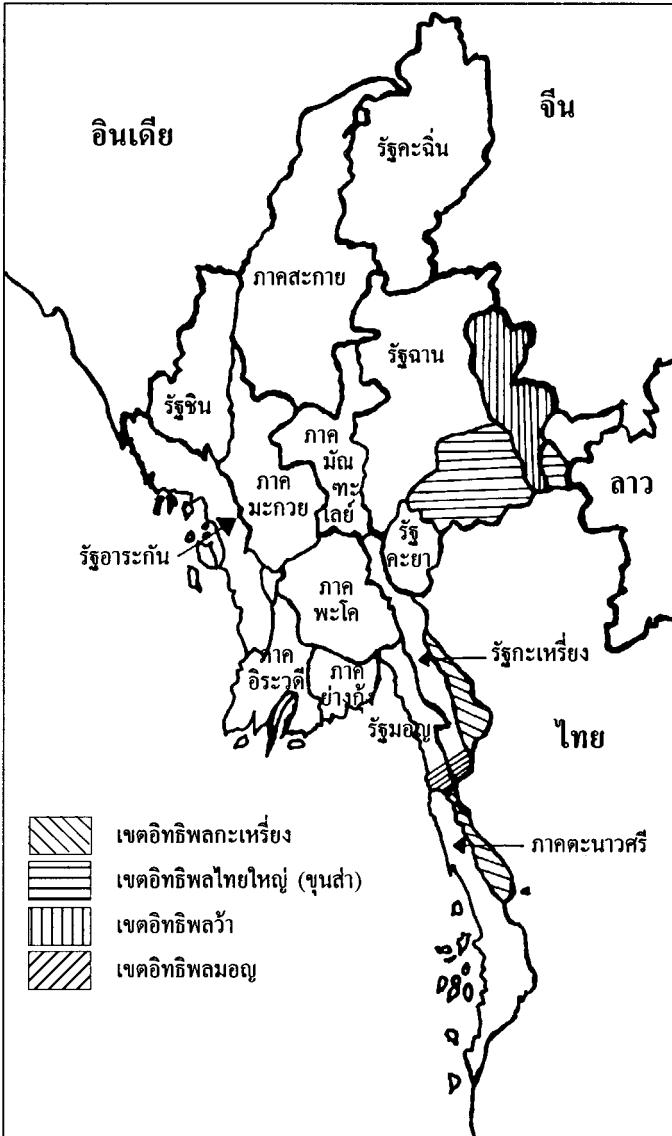 อินเดีย
จีน
รัฐคะฉิ่น
ภาคสะกาย
รัฐฉาน
รัฐชิน
ภาค
มัณ
ฑะ
เลย์
ภาค
มะกวย
ลาว
รัฐอาระกัน
รัฐ
คะยา
ภาค
พะโค
รัฐกะเหรี่ยง
ภาค
อิระวดี
ภาค
ย่างกุ้ง
รัฐมอญ
ไทย
ภาคตะนาวศรี
เขตอิทธิพลกะเหรี่ยง
เขตอิทธิพลไทยใหญ่ (ขุนส่า)
เขตอิทธิพลว้า
เขตอิทธิพลมอญ